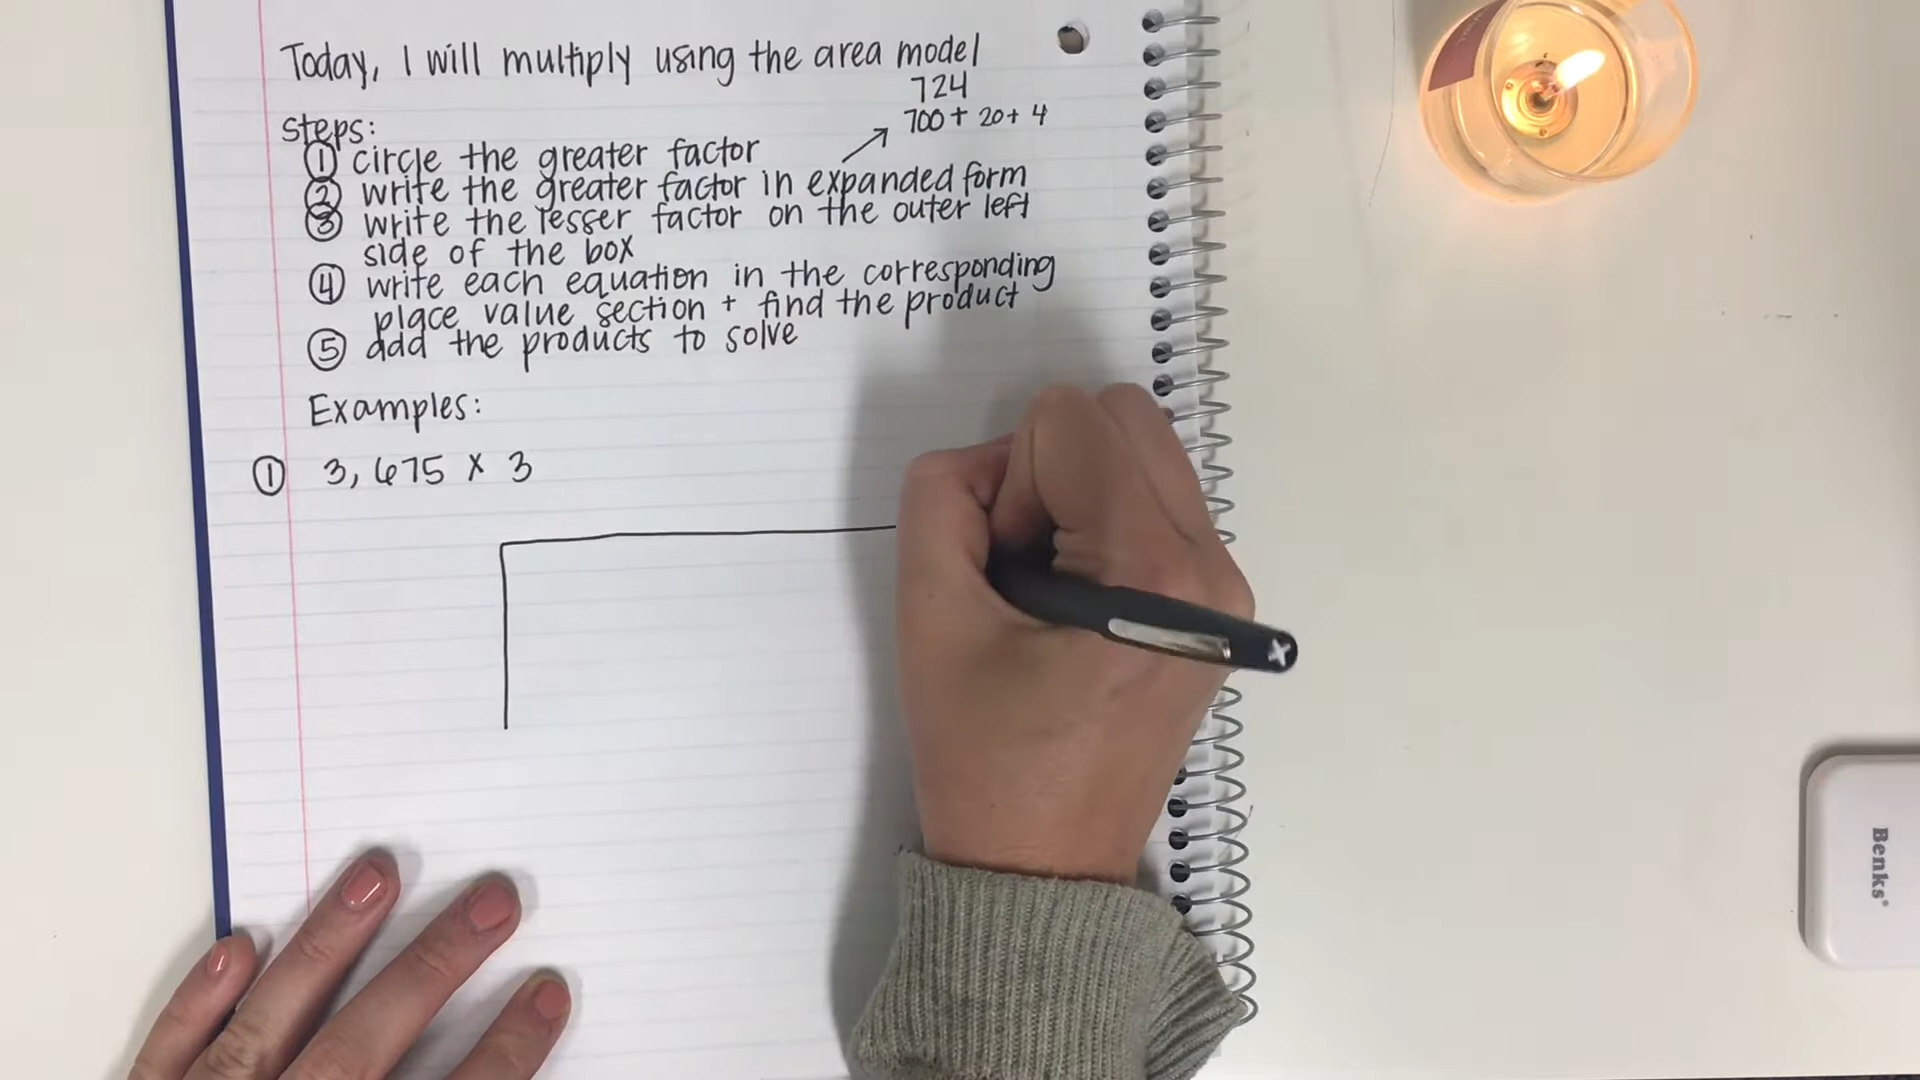 Today, I will multiply using the area model
724
700 + 20 + 4
steps:
① circle the greater factor
② write the greater factor in expanded form
③ write the lesser factor on the outer left
side of the box
④ write each equation in the corresponding
place value section + find the product
⑤ add the products to solve
Examples:
① 3,675 x 3
Benks®